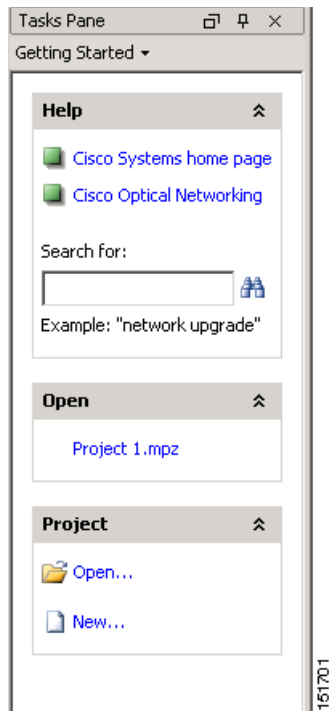 Tasks Pane
Getting Started
Help
Cisco Systems home page
Cisco Optical Networking
Search for:
Example: "network upgrade"
Open
Project 1.mpz
Project
Open...
New...
151701